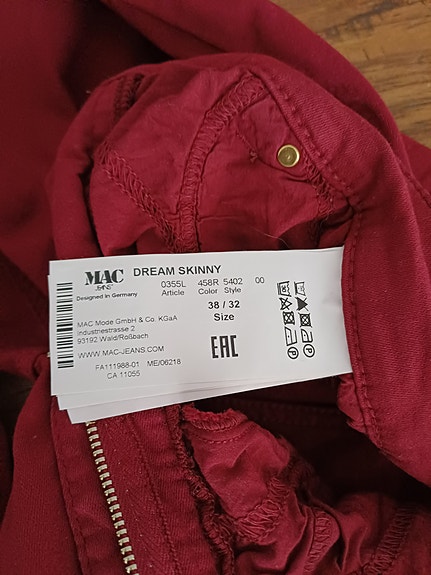 MAC
JEANS
Designed in Germany
DREAM SKINNY
0355L 458R 5402 00
Article Color Style
38 / 32
Size
MAC Mode GmbH & Co. KGaA
Industriestrasse 2
93192 Wald/Roßbach
WWW.MAC-JEANS.COM
FA111988-01 ME/06218
CA 11055
EAC
P
P